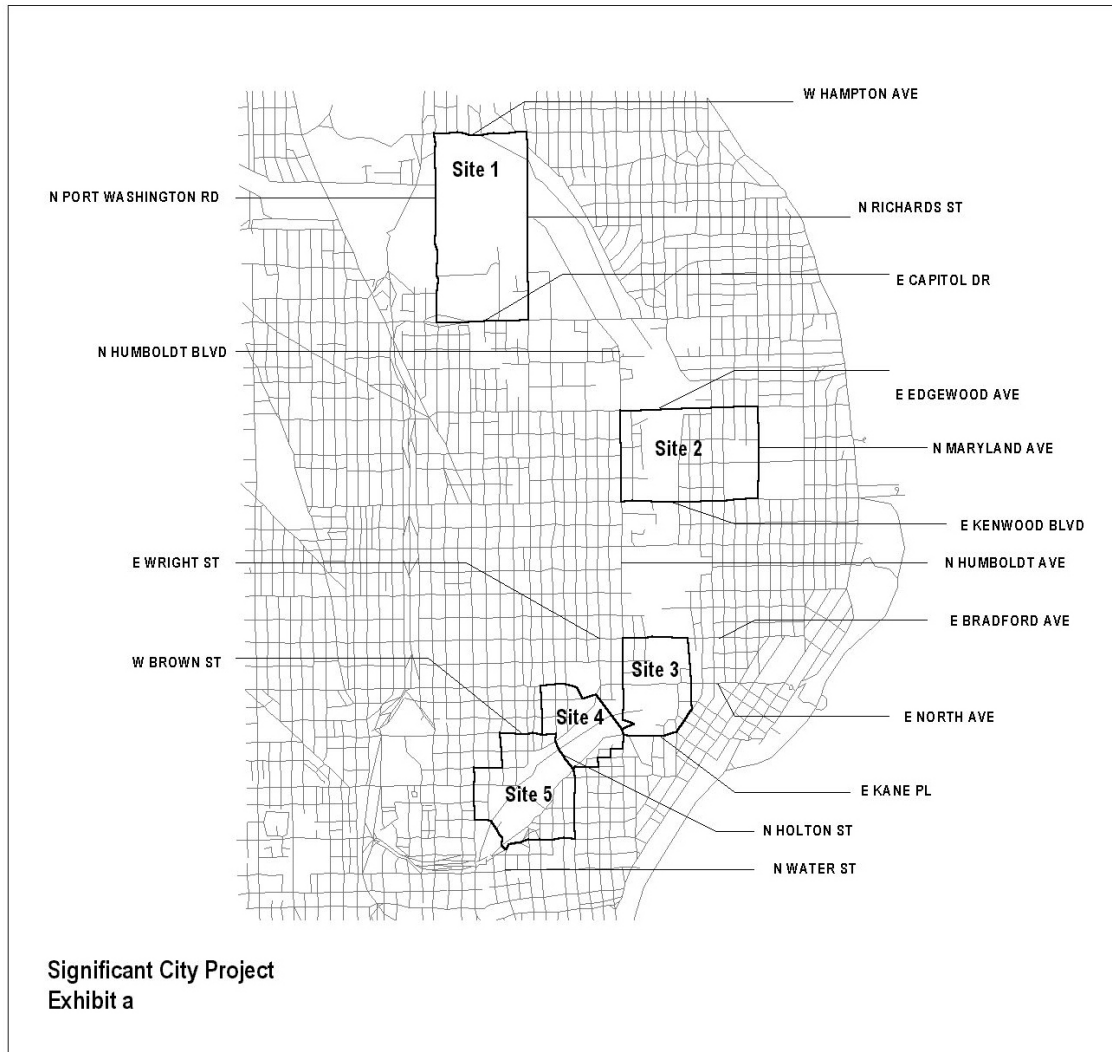 W HAMPTON AVE
Site 1
N PORT WASHINGTON RD
N RICHARDS ST
E CAPITOL DR
N HUMBOLDT BLVD
E EDGEWOOD AVE
Site 2
N MARYLAND AVE
E KENWOOD BLVD
E WRIGHT ST
N HUMBOLDT AVE
E BRADFORD AVE
W BROWN ST
Site 3
Site 4
E NORTH AVE
Site 5
E KANE PL
N HOLTON ST
N WATER ST
Significant City Project
Exhibit a